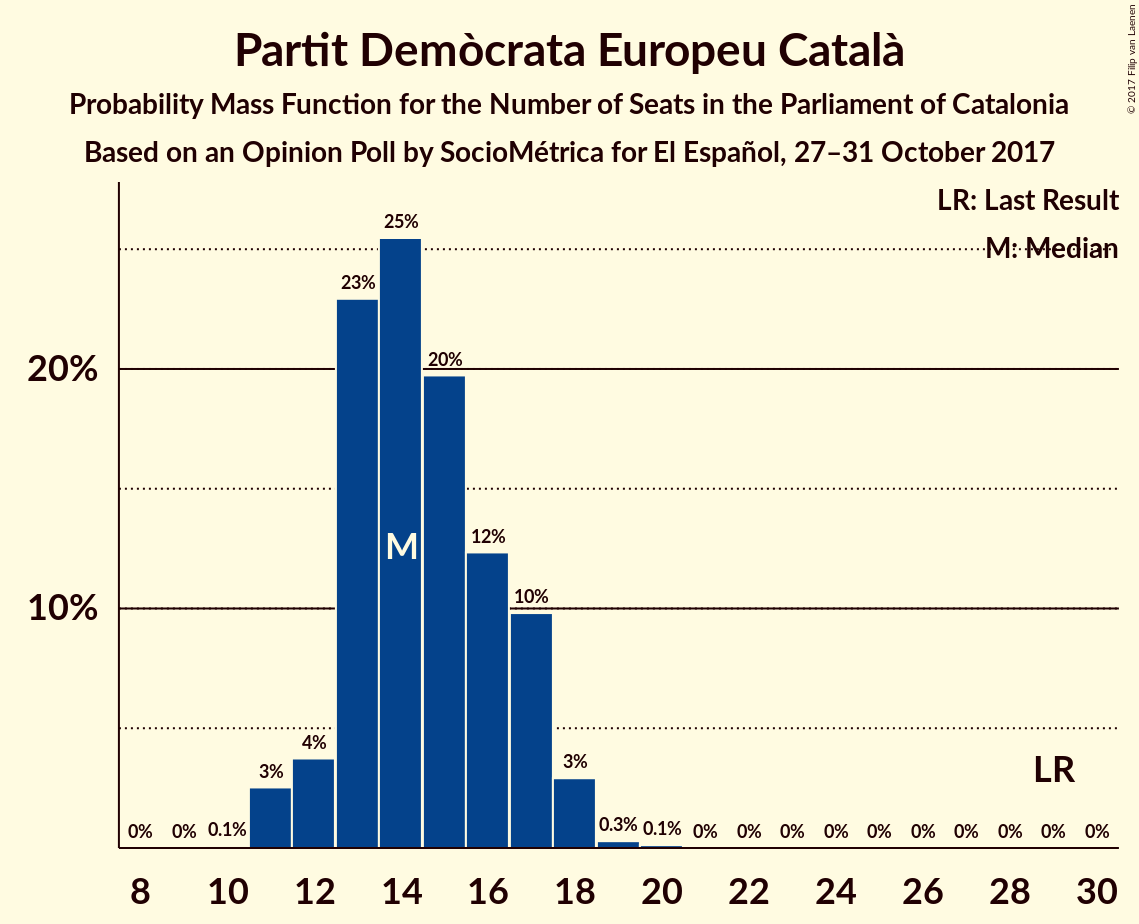 Partit Demòcrata Europeu Català
Probability Mass Function for the Number of Seats in the Parliament of Catalonia
Based on an Opinion Poll by SocioMétrica for El Español, 27–31 October 2017
© 2017 Filip van Laenen
LR: Last Result
M: Median
20%
10%
0%
0%
0.1%
3%
4%
23%
25%
20%
12%
10%
3%
0.3%
0.1%
0%
0%
0%
0%
0%
0%
0%
0%
0%
0%
M
LR
8 10 12 14 16 18 20 22 24 26 28 30